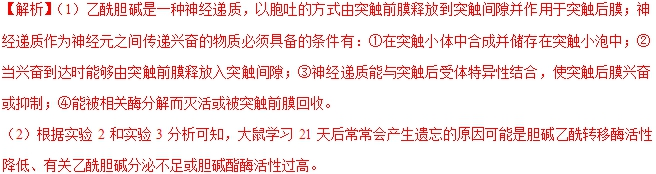 【解析】（1）乙酰胆碱是一种神经递质，以胞吐的方式由突触前膜释放到突触间隙并作用于突触后膜；神
经递质作为神经元之间传递兴奋的物质必须具备的条件有：①在突触小体中合成并储存在突触小泡中；②
当兴奋到达时能够由突触前膜释放入突触间隙；③神经递质能与突触后受体特异性结合，使突触后膜兴奋
或抑制；④能被相关酶分解而灭活或被突触前膜回收。
（2）根据实验 2 和实验 3 分析可知，大鼠学习 21 天后常常会产生遗忘的原因可能是胆碱乙酰转移酶活性
降低、有关乙酰胆碱分泌不足或胆碱酯酶活性过高。